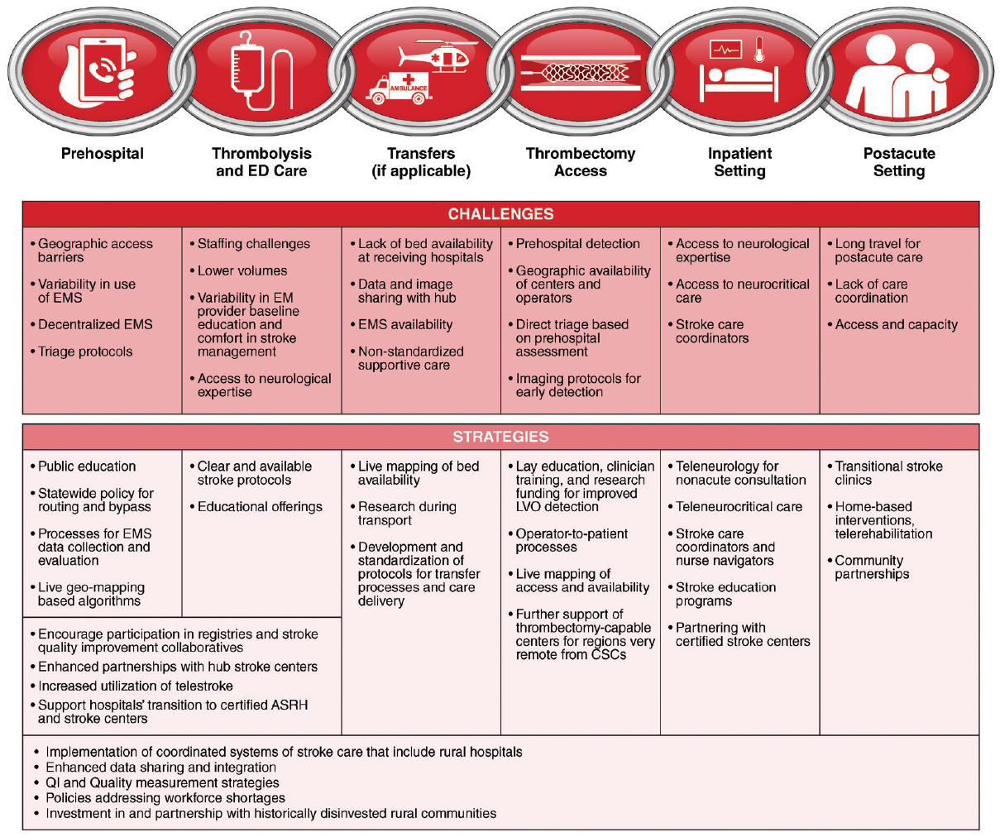 AMBULANCE
Prehospital
Thrombolysis
and ED Care
Transfers
(if applicable)
Thrombectomy
Access
Inpatient
Setting
Postacute
Setting
CHALLENGES
• Geographic access
barriers
• Variability in use
of EMS
• Decentralized EMS
• Triage protocols
• Staffing challenges
• Lower volumes
• Variability in EM
provider baseline
education and
comfort in stroke
management
• Access to neurological
expertise
• Lack of bed availability
at receiving hospitals
• Data and image
sharing with hub
• EMS availability
• Non-standardized
supportive care
• Prehospital detection
• Geographic availability
of centers and
operators
• Direct triage based
on prehospital
assessment
• Imaging protocols for
early detection
• Access to neurological
expertise
• Access to neurocritical
care
• Stroke care
coordinators
• Long travel for
postacute care
• Lack of care
coordination
• Access and capacity
STRATEGIES
• Public education
• Statewide policy for
routing and bypass
• Processes for EMS
data collection and
evaluation
• Live geo-mapping
based algorithms
• Clear and available
stroke protocols
• Educational offerings
• Encourage participation in registries and stroke
quality improvement collaboratives
• Enhanced partnerships with hub stroke centers
• Increased utilization of telestroke
• Support hospitals' transition to certified ASRH
and stroke centers
• Live mapping of bed
availability
• Research during
transport
• Development and
standardization of
protocols for transfer
processes and care
delivery
• Lay education, clinician
training, and research
funding for improved
LVO detection
• Operator-to-patient
processes
• Live mapping of
access and availability
• Further support of
thrombectomy-capable
centers for regions very
remote from CSCs
• Teleneurology for
nonacute consultation
• Teleneurocritical care
• Stroke care
coordinators and
nurse navigators
• Stroke education
programs
• Partnering with
certified stroke centers
• Transitional stroke
clinics
• Home-based
interventions,
telerehabilitation
• Community
partnerships
• Implementation of coordinated systems of stroke care that include rural hospitals
• Enhanced data sharing and integration
• QI and Quality measurement strategies
• Policies addressing workforce shortages
• Investment in and partnership with historically disinvested rural communities